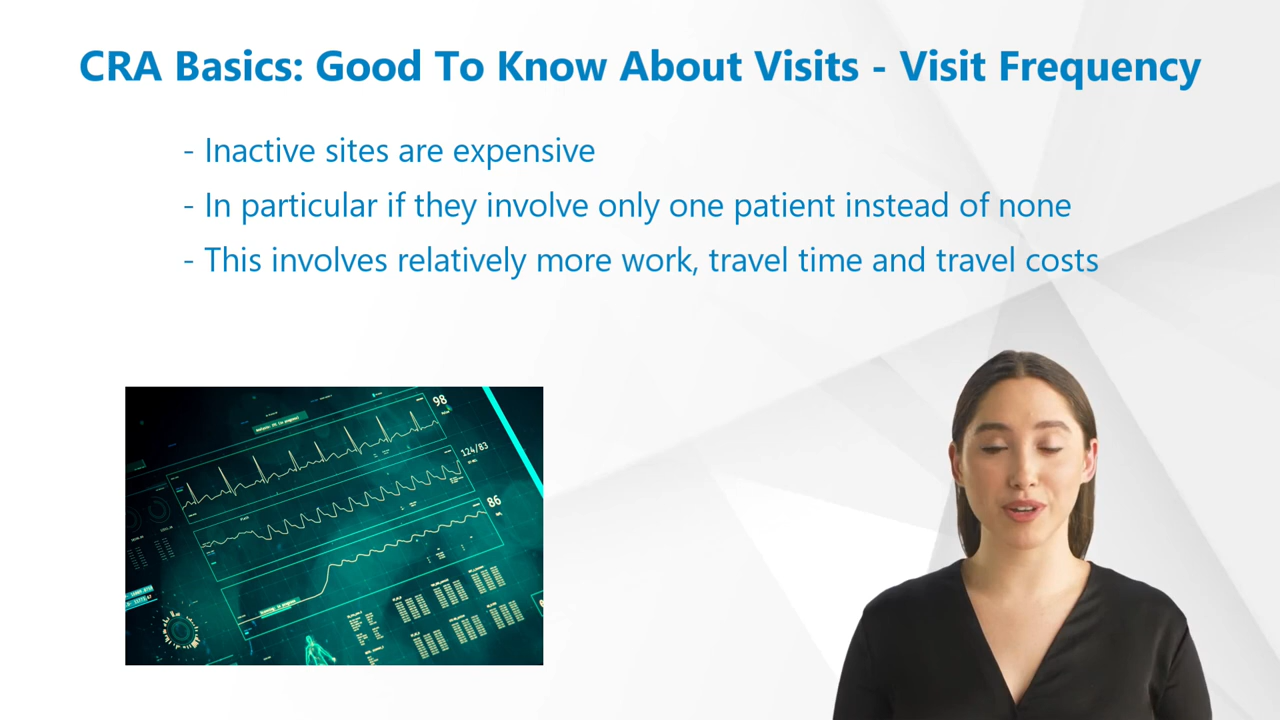 CRA Basics: Good To Know About Visits - Visit Frequency
- Inactive sites are expensive
- In particular if they involve only one patient instead of none
- This involves relatively more work, travel time and travel costs
98
124/83
86